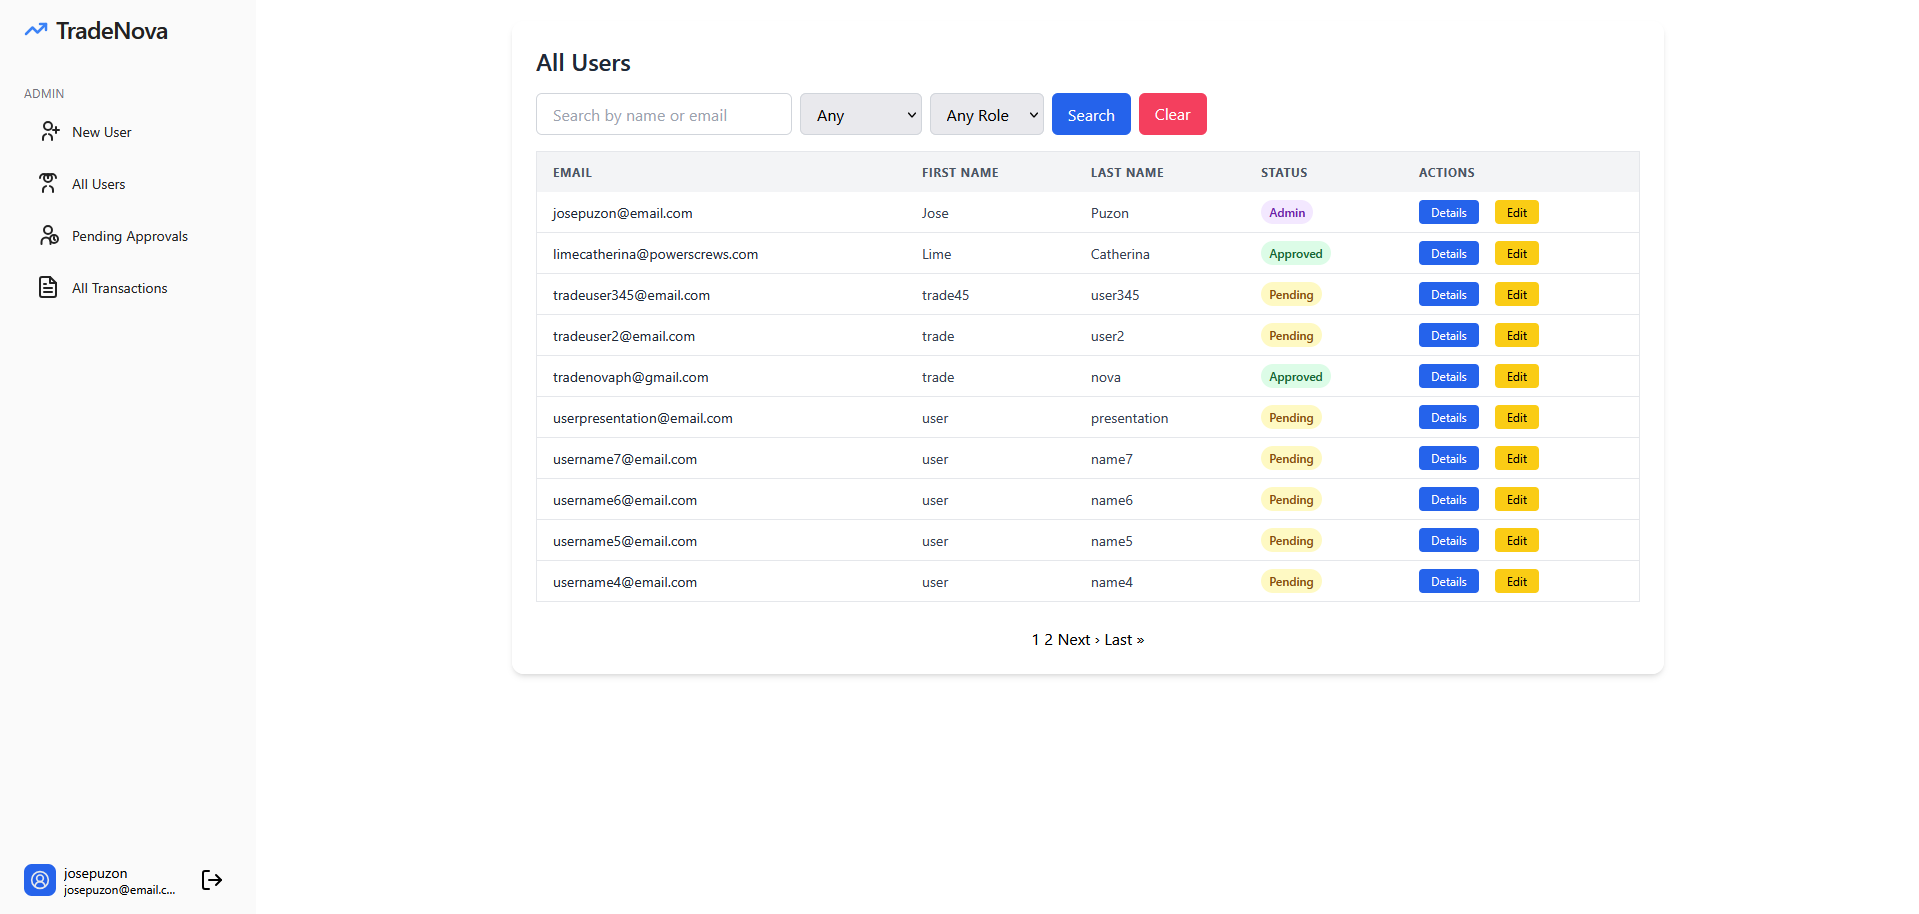 TradeNova
ADMIN
New User
All Users
Pending Approvals
All Transactions
josepuzon
josepuzon@email.c...
All Users
Search by name or email Any Any Role Search Clear
EMAIL FIRST NAME LAST NAME STATUS ACTIONS
josepuzon@email.com Jose Puzon Admin Details Edit
limecatherina@powerscrews.com Lime Catherina Approved Details Edit
tradeuser345@email.com trade45 user345 Pending Details Edit
tradeuser2@email.com trade user2 Pending Details Edit
tradenovaph@gmail.com trade nova Approved Details Edit
userpresentation@email.com user presentation Pending Details Edit
username7@email.com user name7 Pending Details Edit
username6@email.com user name6 Pending Details Edit
username5@email.com user name5 Pending Details Edit
username4@email.com user name4 Pending Details Edit
1 2 Next › Last »